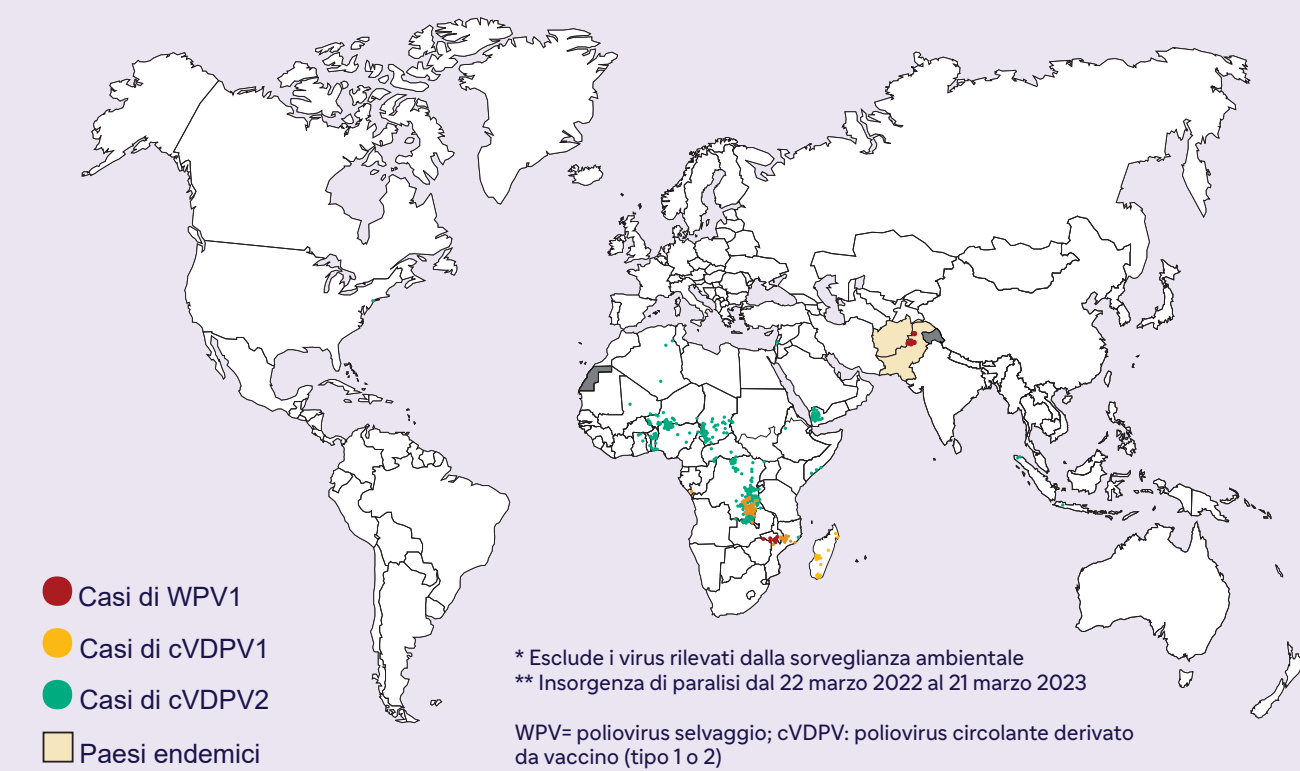 Casi di WPV1
Casi di cVDPV1
Casi di cVDPV2
Paesi endemici
* Esclude i virus rilevati dalla sorveglianza ambientale
** Insorgenza di paralisi dal 22 marzo 2022 al 21 marzo 2023
WPV= poliovirus selvaggio; cVDPV: poliovirus circolante derivato
da vaccino (tipo 1 o 2)